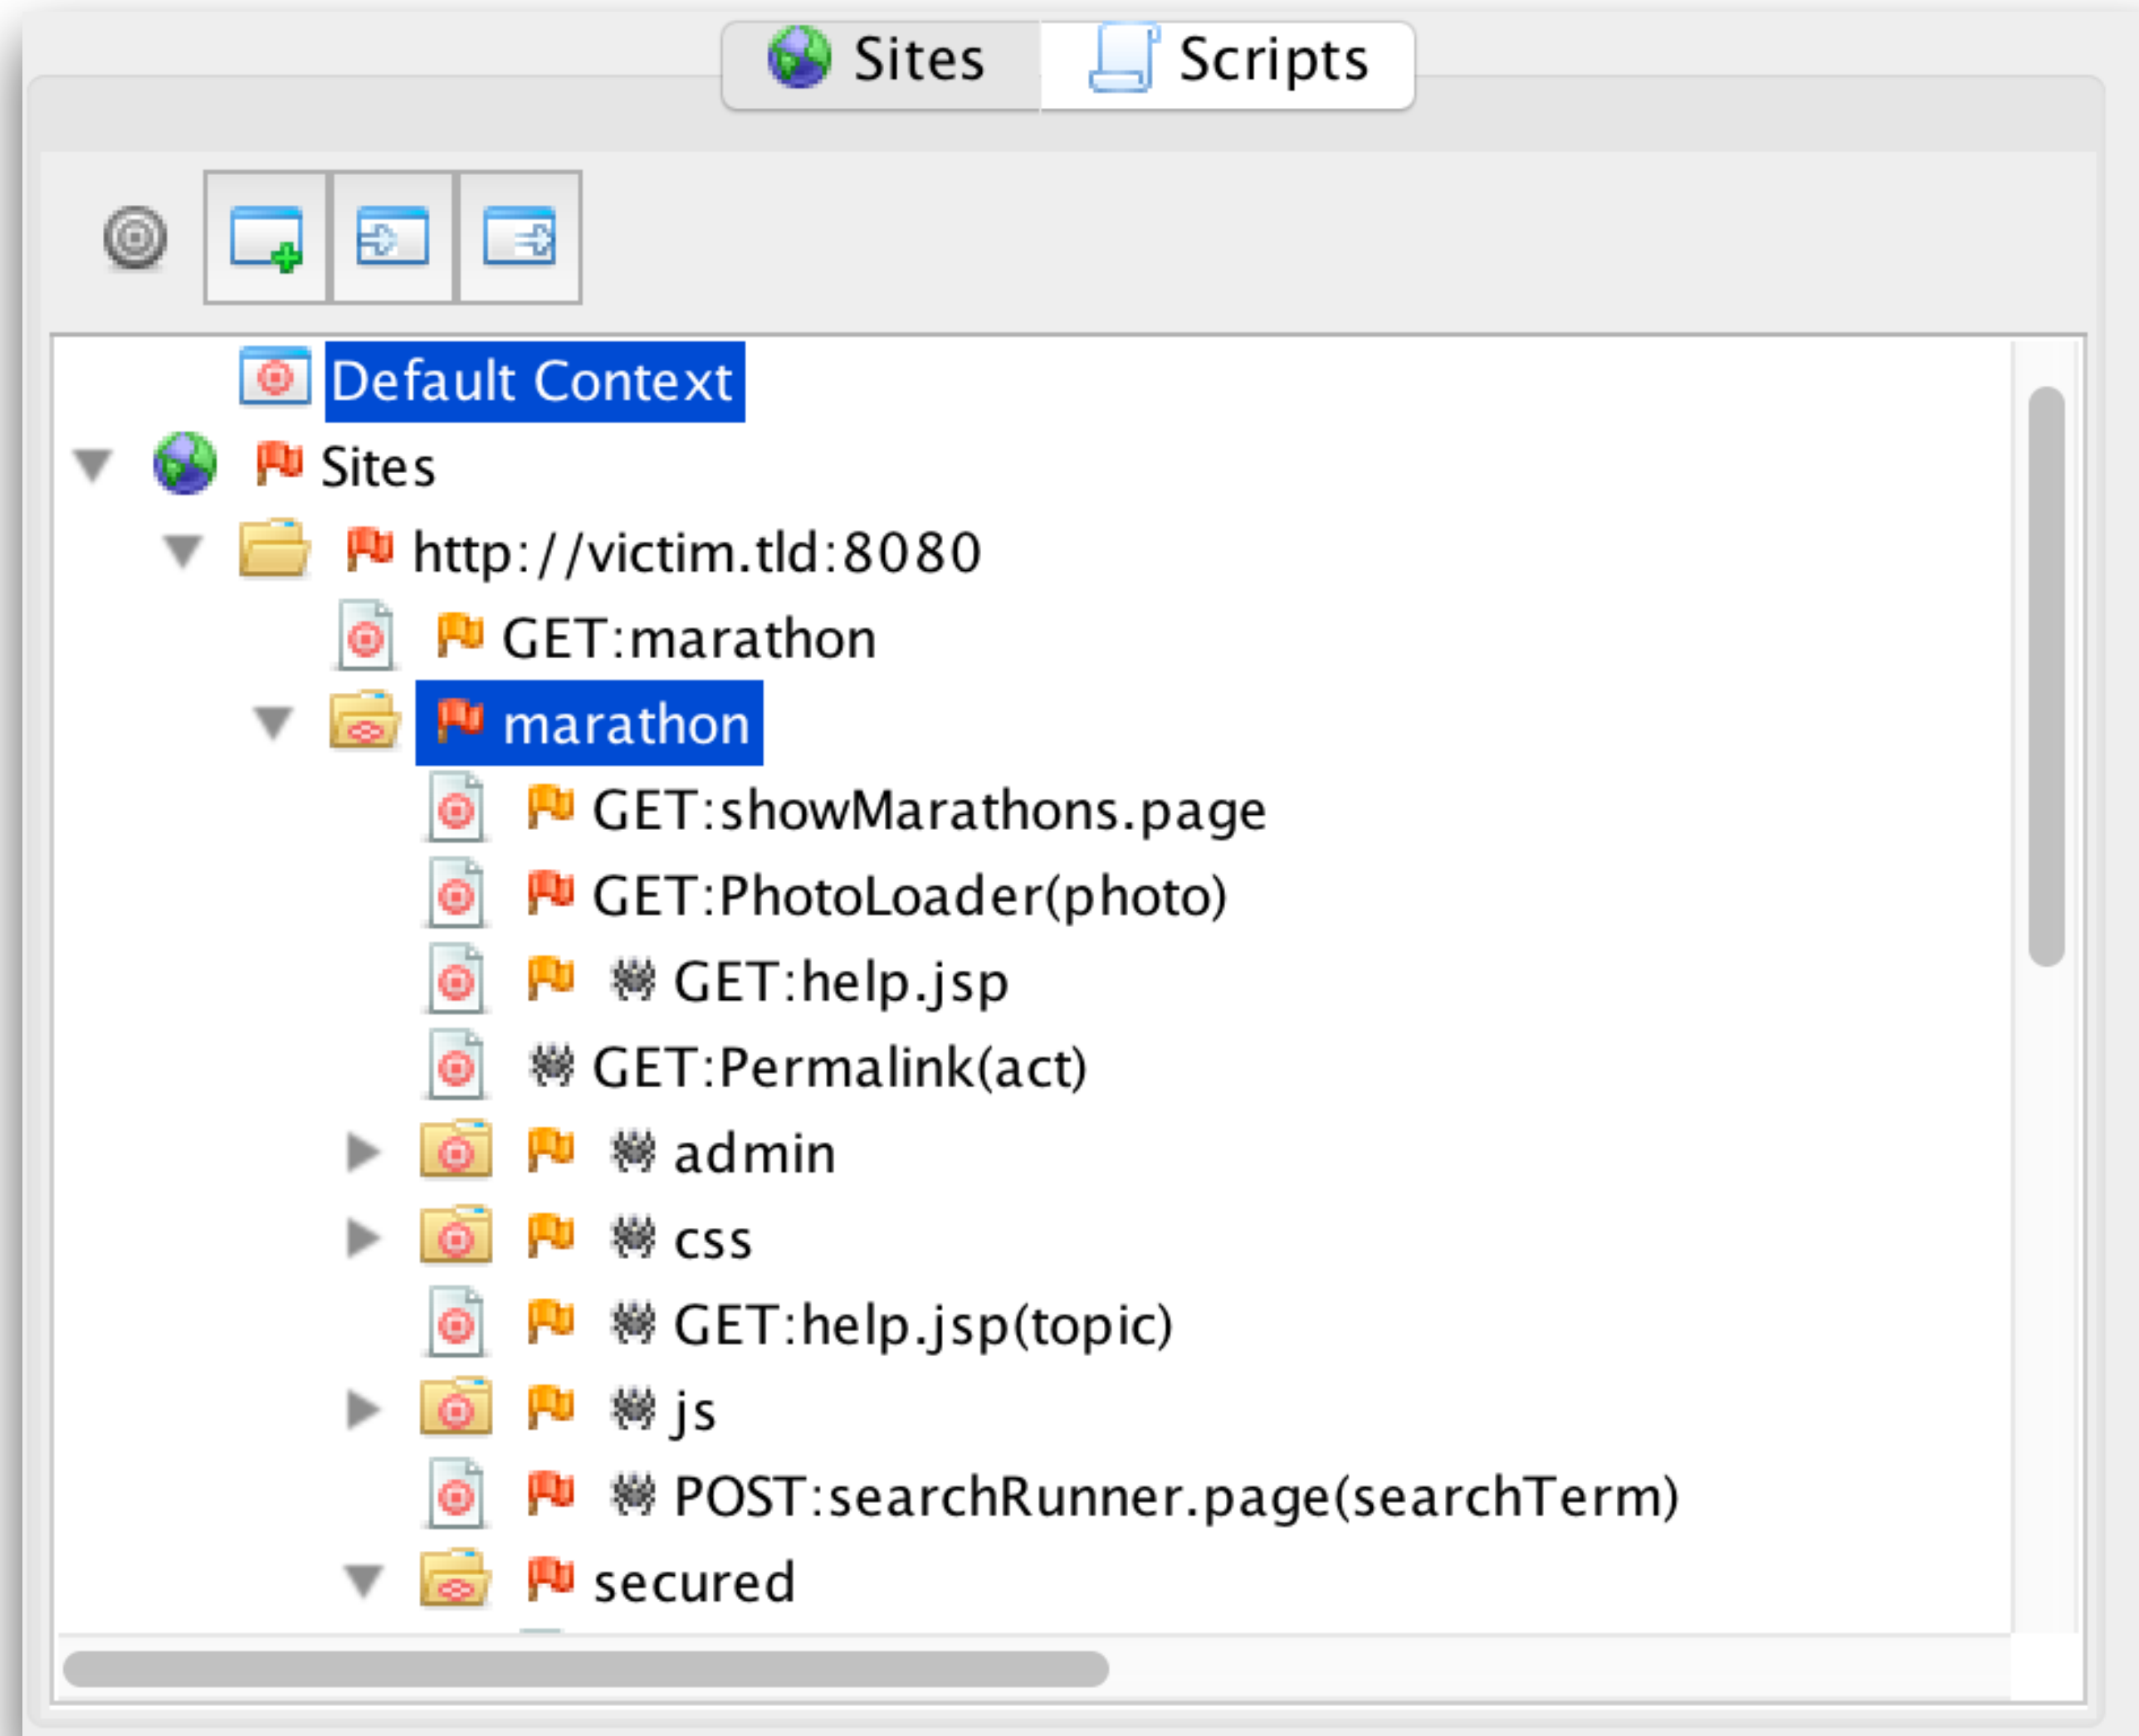 Sites Scripts
Default Context
Sites
http://victim.tld:8080
GET:marathon
marathon
GET:showMarathons.page
GET:PhotoLoader(photo)
GET:help.jsp
GET:Permalink(act)
admin
css
GET:help.jsp(topic)
js
POST:searchRunner.page(searchTerm)
secured